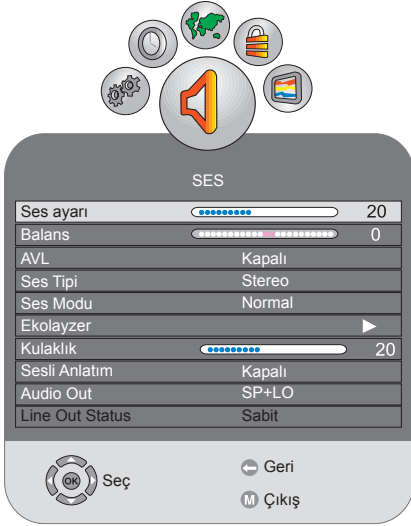 SES
Ses ayarı 20
Balans 0
AVL Kapalı
Ses Tipi Stereo
Ses Modu Normal
Ekolayzer
Kulaklık 20
Sesli Anlatım Kapalı
Audio Out SP+LO
Line Out Status Sabit
OK Seç
Geri
M Çıkış